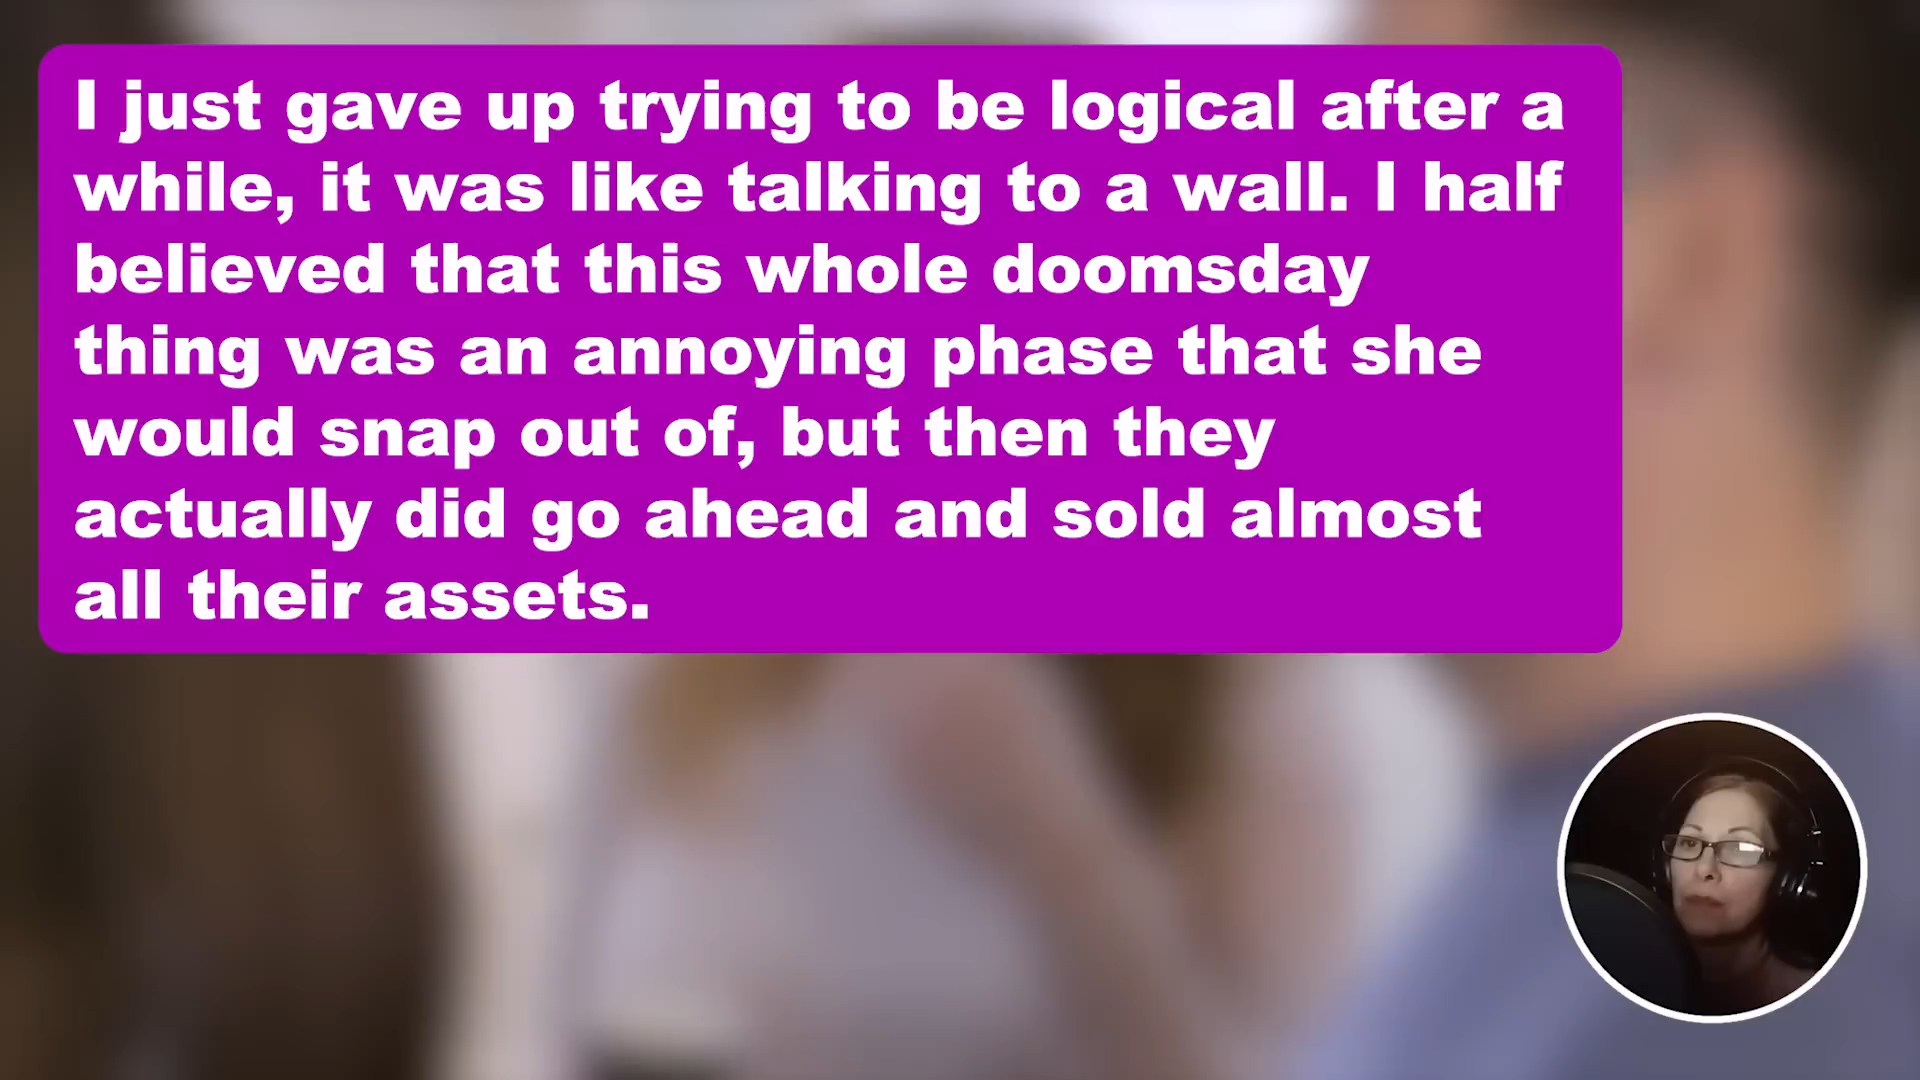 I just gave up trying to be logical after a
while, it was like talking to a wall. I half
believed that this whole doomsday
thing was an annoying phase that she
would snap out of, but then they
actually did go ahead and sold almost
all their assets.